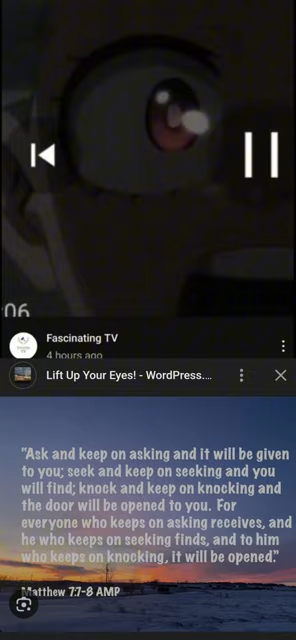 :06
Fascinating TV
4 hours ago
Lift Up Your Eyes! - WordPress....
"Ask and keep on asking and it will be given
to you; seek and keep on seeking and you
will find; knock and keep on knocking and
the door will be opened to you. For
everyone who keeps on asking receives, and
he who keeps on seeking finds, and to him
who keeps on knocking, it will be opened."
Matthew 7:7-8 AMP